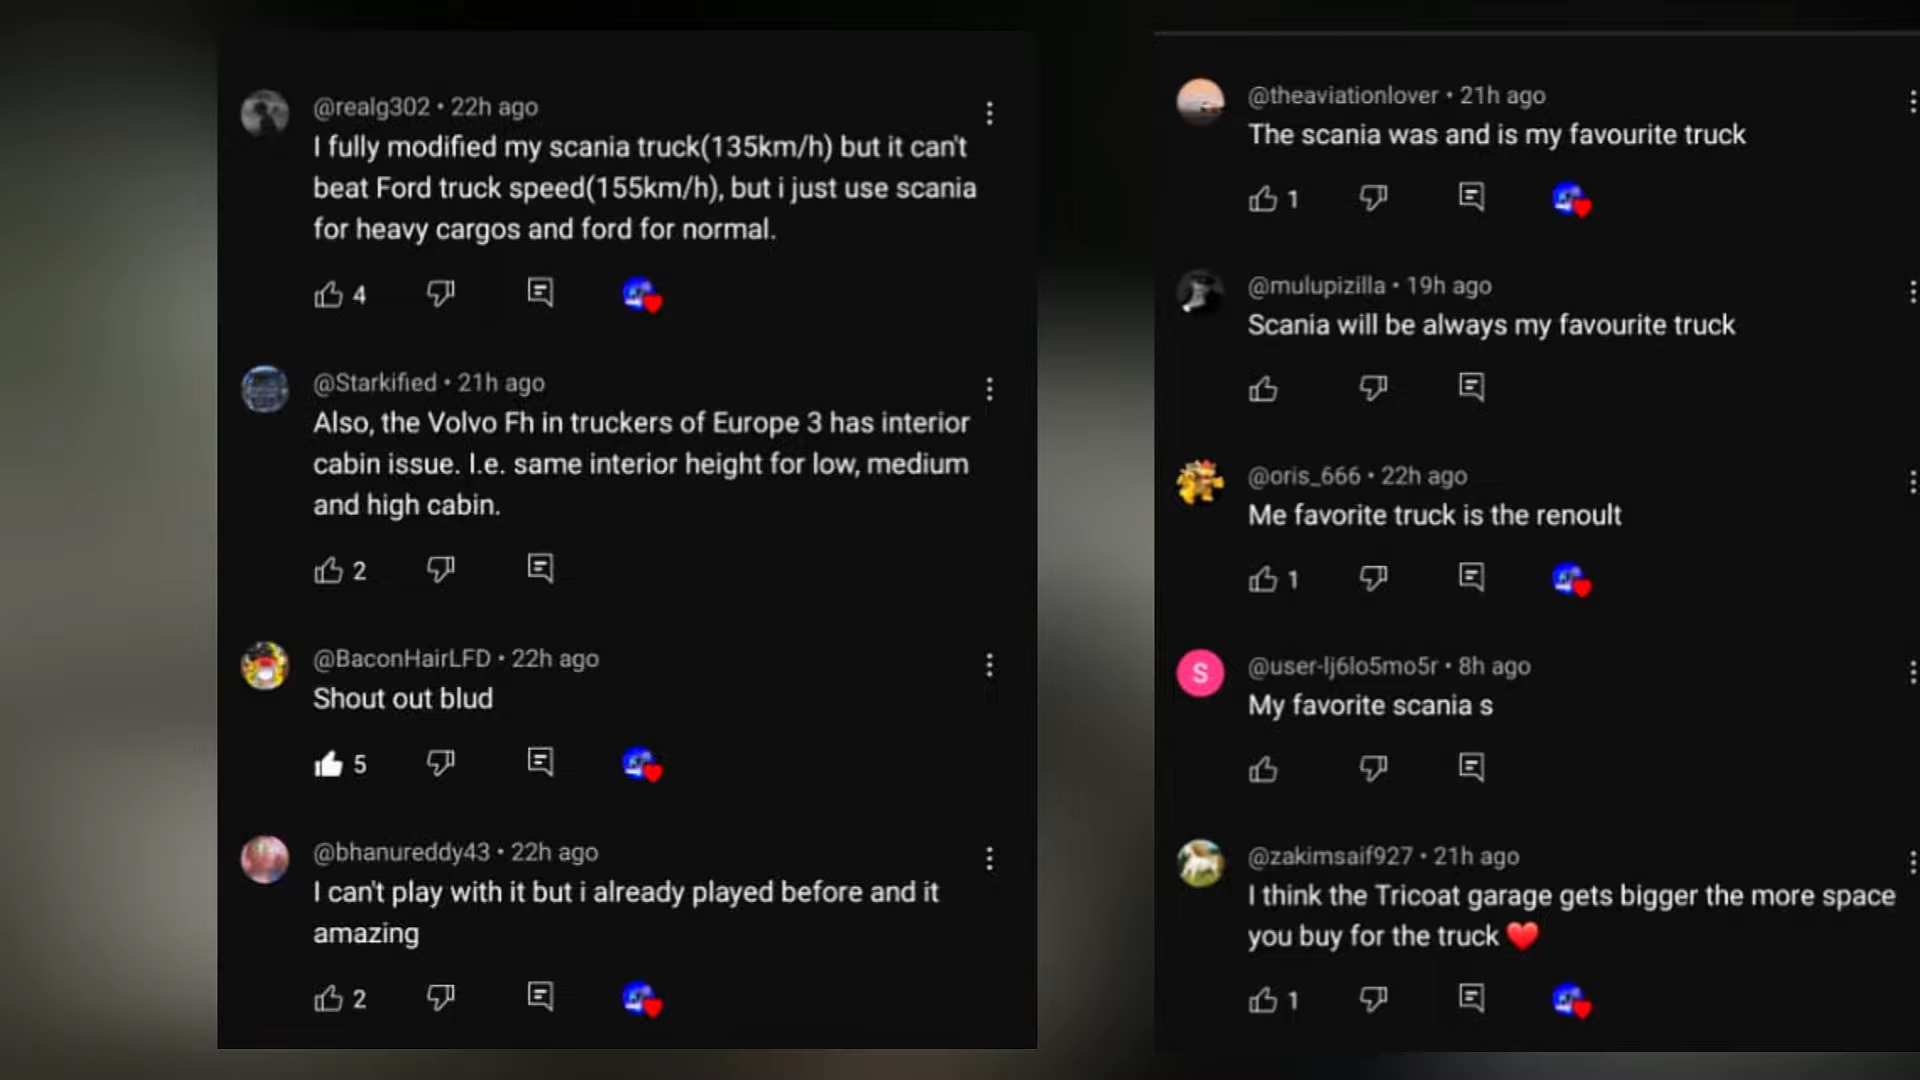 @realg302 • 22h ago
I fully modified my scania truck(135km/h) but it can't
beat Ford truck speed(155km/h), but i just use scania
for heavy cargos and ford for normal.
4
@Starkified • 21h ago
Also, the Volvo Fh in truckers of Europe 3 has interior
cabin issue. I.e. same interior height for low, medium
and high cabin.
2
@BaconHairLFD • 22h ago
Shout out blud
5
@bhanureddy43 • 22h ago
I can't play with it but i already played before and it
amazing
2
@theaviationlover • 21h ago
The scania was and is my favourite truck
1
@mulupizilla • 19h ago
Scania will be always my favourite truck
@oris_666 • 22h ago
Me favorite truck is the renoult
1
S
@user-lj6lo5mo5r • 8h ago
My favorite scania s
@zakimsaif927 • 21h ago
I think the Tricoat garage gets bigger the more space
you buy for the truck ❤️
1